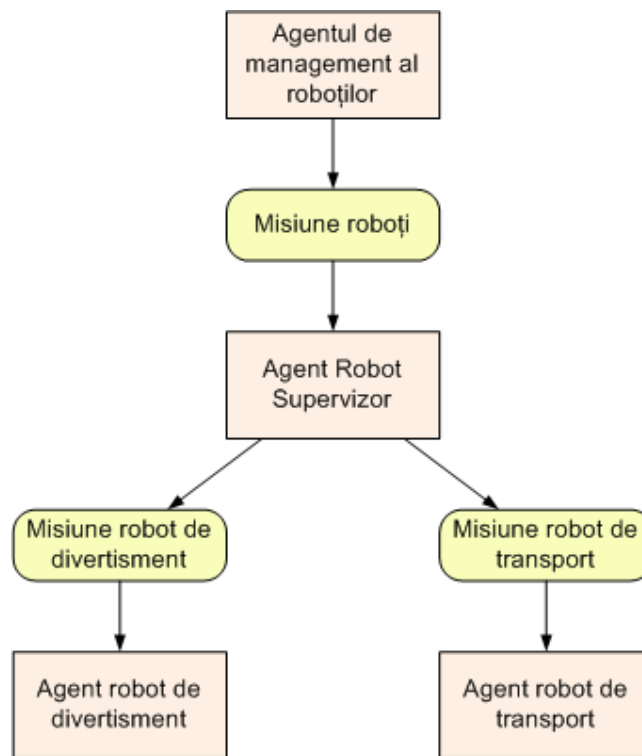 Agentul de
management al
roboților
Misiune roboți
Agent Robot
Supervizor
Misiune robot de
divertisment
Misiune robot de
transport
Agent robot de
divertisment
Agent robot de
transport